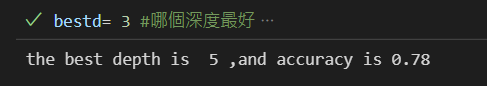 bestd= 3 #哪個深度最好 ...
the best depth is  5 ,and accuracy is 0.78